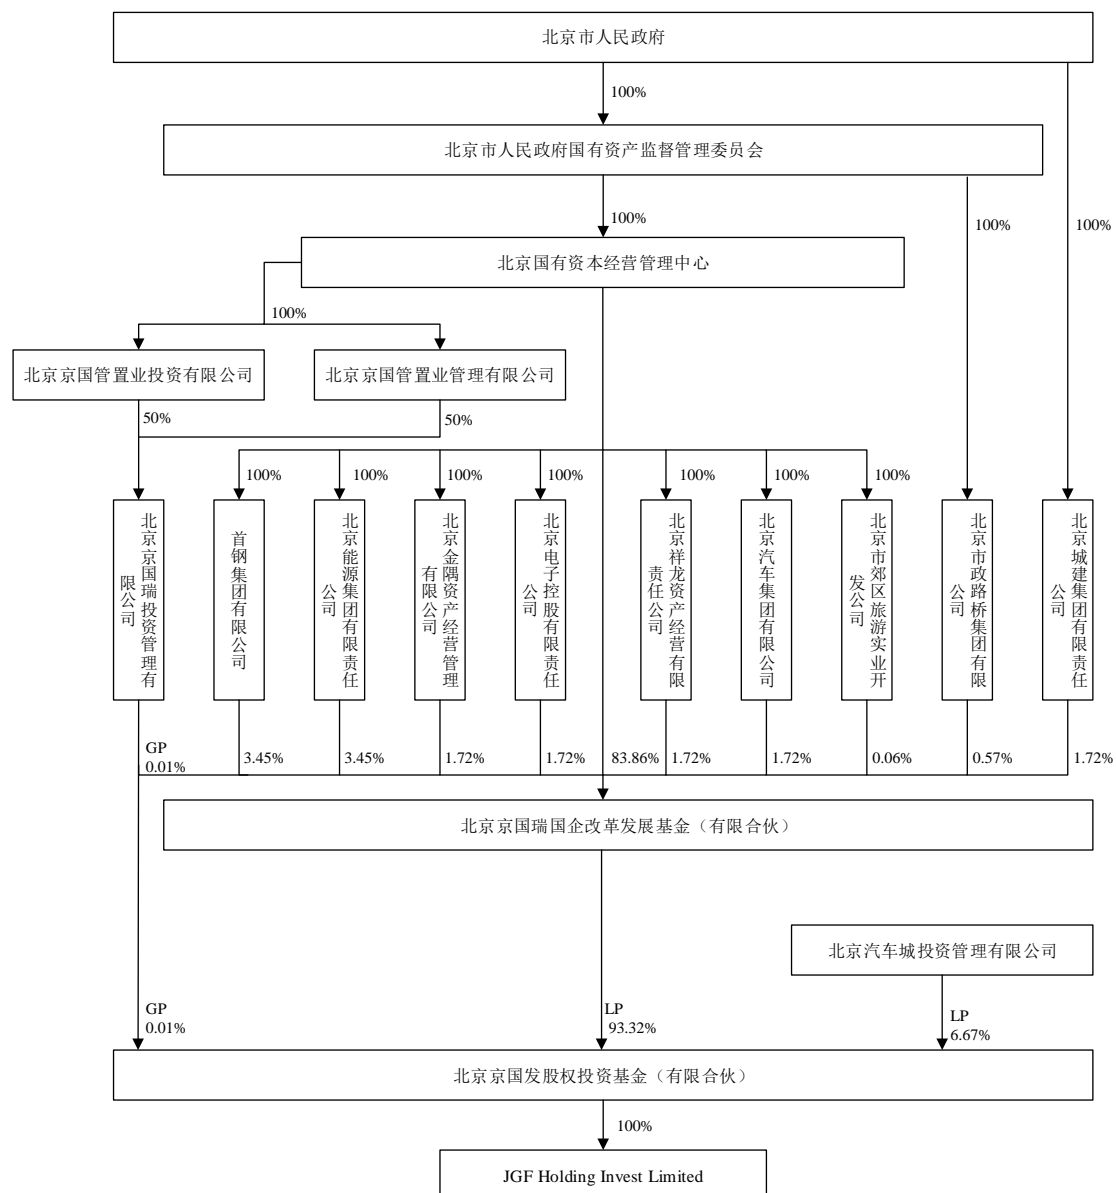 北京市人民政府
100%
北京市人民政府国有资产监督管理委员会
100%
100%
100%
北京国有资本经营管理中心
100%
北京京国管置业投资有限公司
北京京国管置业管理有限公司
50%
50%
100%
100%
100%
100%
100%
100%
100%
北京京国瑞投资管理有
限公司
首钢集团有限公司
北京能源集团有限责任
公司
北京金隅资产经营管理
有限公司
北京电子控股有限责任
公司
北京祥龙资产经营有限
责任公司
北京汽车集团有限公司
北京市郊区旅游实业开
发公司
北京市政路桥集团有限
公司
北京城建集团有限责任
公司
GP
0.01%
3.45%
3.45%
1.72%
1.72%
83.86%
1.72%
1.72%
0.06%
0.57%
1.72%
北京京国瑞国企改革发展基金（有限合伙）
北京汽车城投资管理有限公司
GP
0.01%
LP
93.32%
LP
6.67%
北京京国发股权投资基金（有限合伙）
100%
JGF Holding Invest Limited